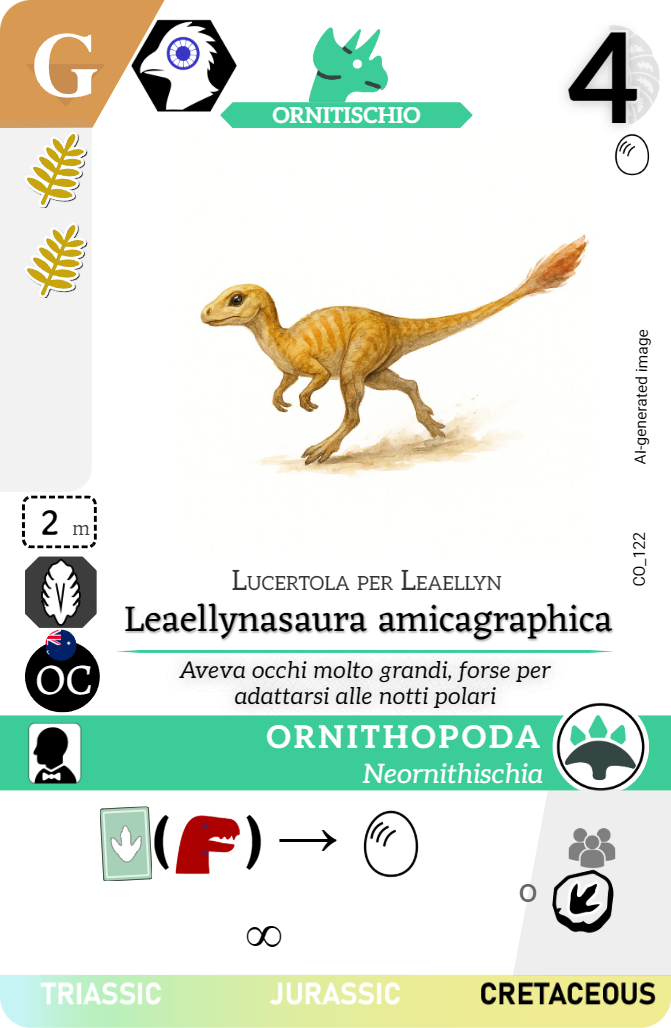 G
ORNITISCHIO
4
AI-generated image
2 m
CO_122
Lucertola per Leaellyn
Leaellynasaura amicagraphica
OC
Aveva occhi molto grandi, forse per
adattarsi alle notti polari
ORNITHOPODA
Neornithischia
( ) →
O
∞
TRIASSIC JURASSIC CRETACEOUS